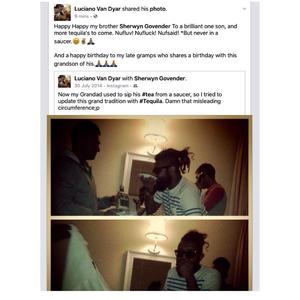 Luciano Van Dyar shared his photo.
9 mins
Happy Happy my brother Sherwyn Govender To a brilliant one son, and
more tequila's to come. Nufluv! Nufluck! Nufsaid! *But never in a
saucer.
And a happy birthday to my late gramps who shares a birthday with this
grandson of his
Luciano Van Dyar with Sherwyn Govender.
30 July 2014 · Instagram ·
Now my Grandad used to sip his #tea from a saucer, so I tried to
update this grand tradition with #Tequila. Damn that misleading
circumference;p